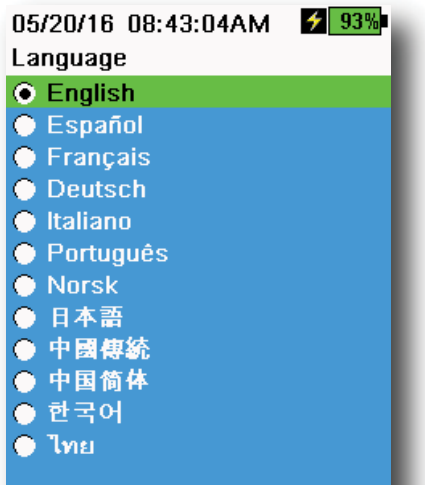 05/20/16 08:43:04AM 93%
Language
English
Español
Français
Deutsch
Italiano
Português
Norsk
日本語
中國傳統
中国简体
한국어
ไทย